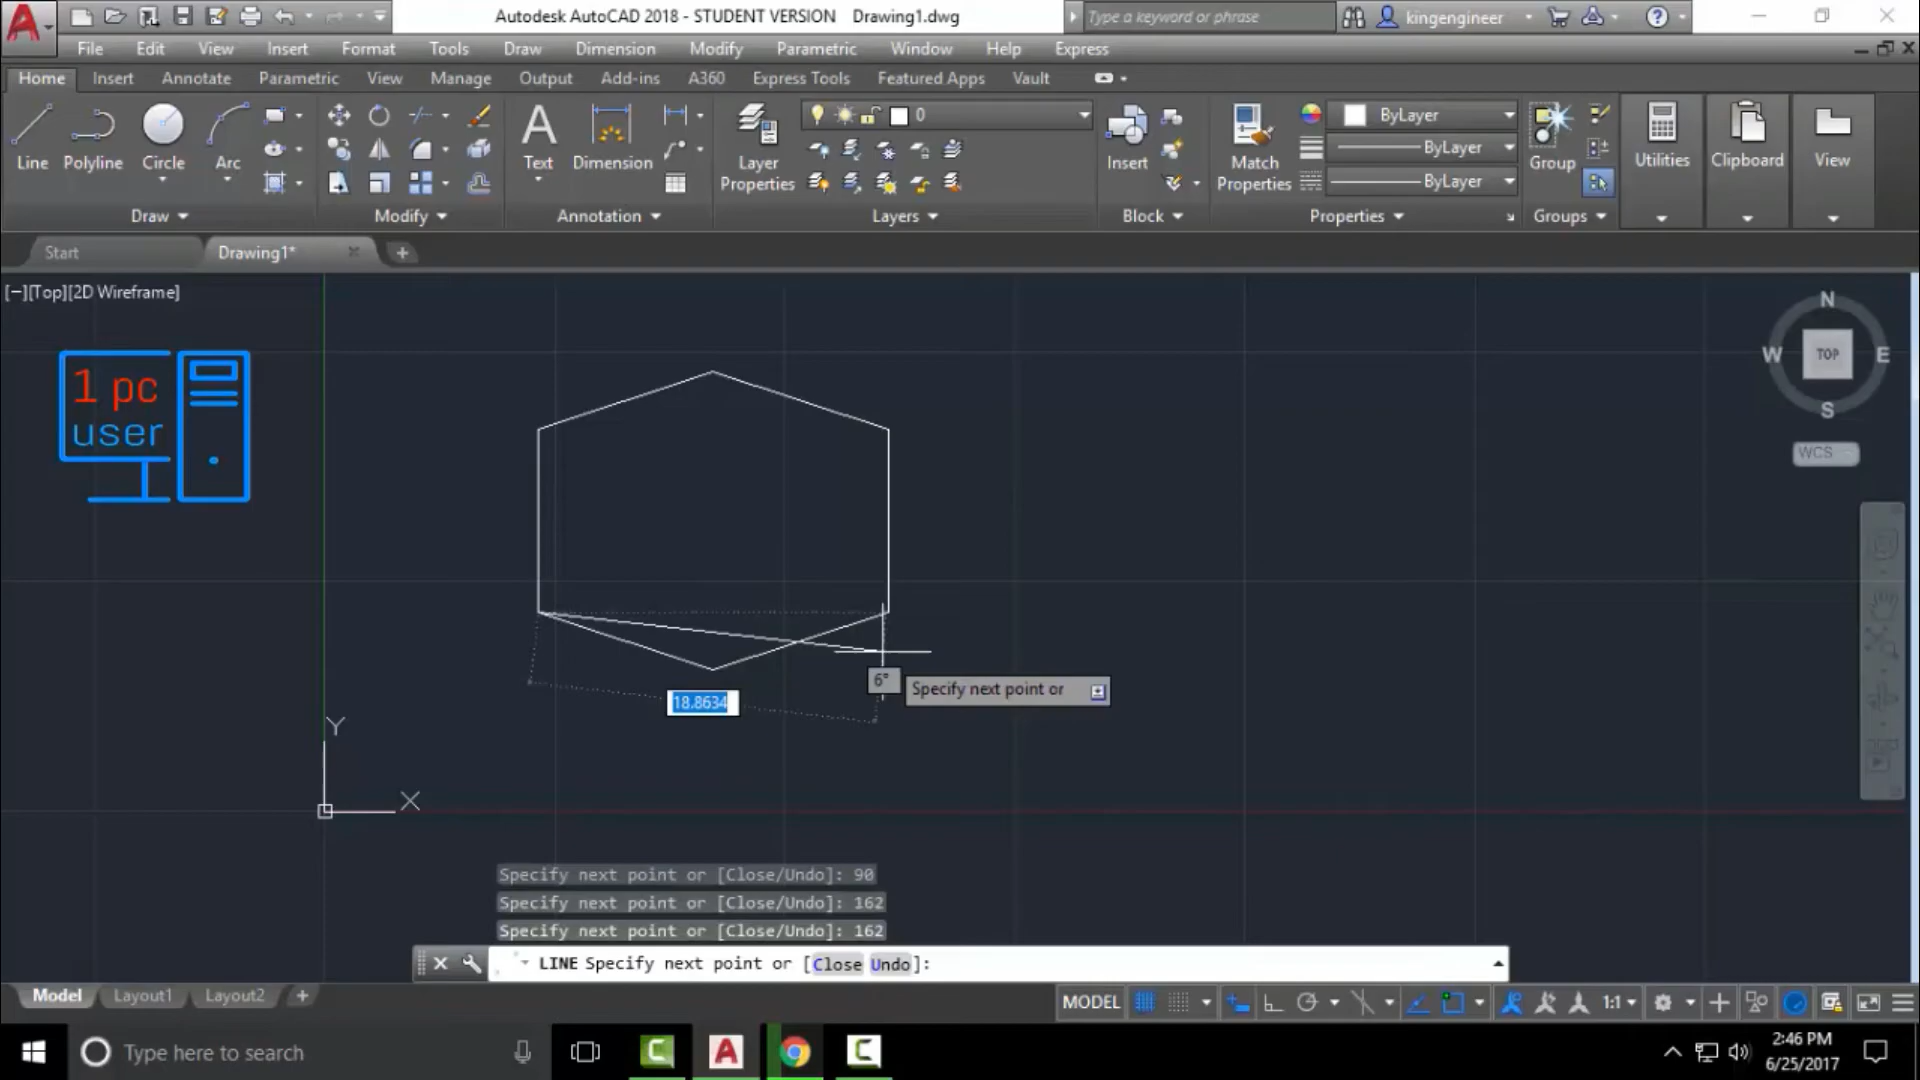 Autodesk AutoCAD 2018 - STUDENT VERSION Drawing1.dwg
Type a keyword or phrase
kingengineer
File Edit View Insert Format Tools Draw Dimension Modify Parametric Window Help Express
Home Insert Annotate Parametric View Manage Output Add-ins A360 Express Tools Featured Apps Vault
0
ByLayer
ByLayer
ByLayer
Line Polyline Circle Arc
Text Dimension
Layer Properties
Insert
Match Properties
Group
Utilities
Clipboard
View
Draw Modify Annotation Layers Block Properties Groups
Start Drawing1*
[−][Top][2D Wireframe]
1 pc
user
N
W TOP E
S
WCS
6°
Specify next point or
18.8634
Y
X
Specify next point or [Close/Undo]: 90
Specify next point or [Close/Undo]: 162
Specify next point or [Close/Undo]: 162
LINE Specify next point or [Close Undo]:
Model Layout1 Layout2
MODEL
1:1
Type here to search
2:46 PM
6/25/2017